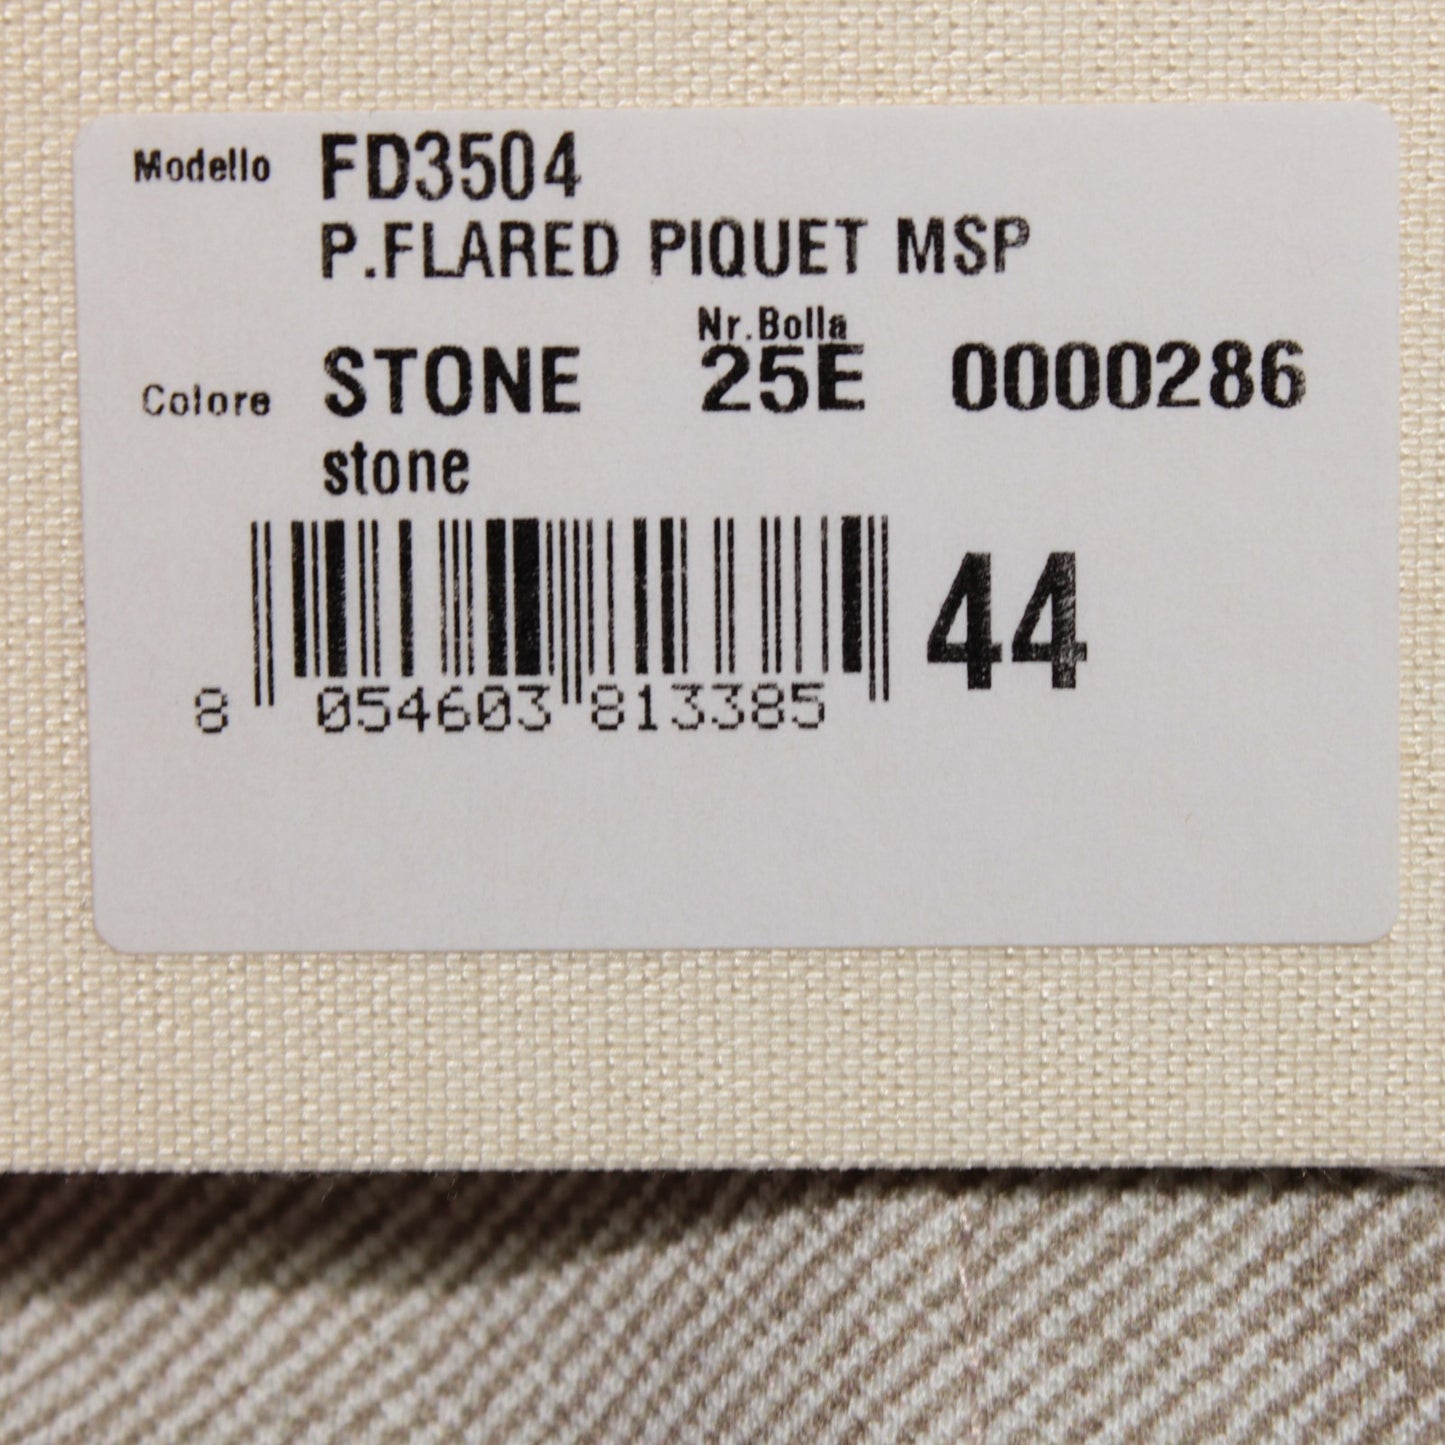 Modello FD3504
P.FLARED PIQUET MSP
Nr.Bolla
Colore STONE 25E 0000286
stone
44
8 054603 813385